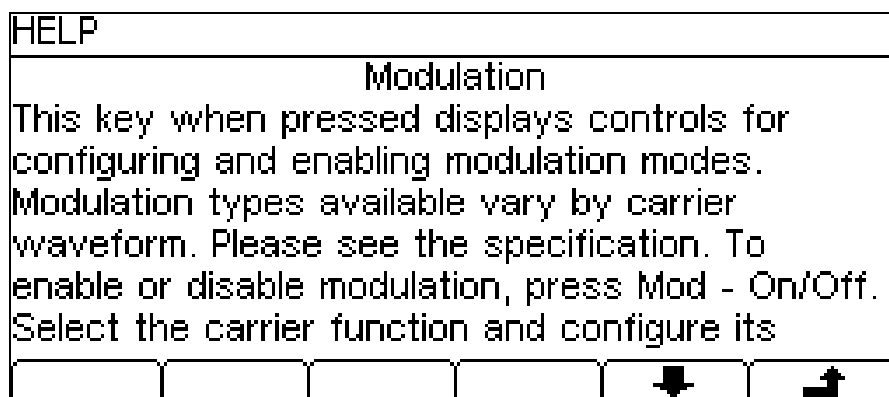 HELP
Modulation
This key when pressed displays controls for
configuring and enabling modulation modes.
Modulation types available vary by carrier
waveform. Please see the specification. To
enable or disable modulation, press Mod - On/Off.
Select the carrier function and configure its